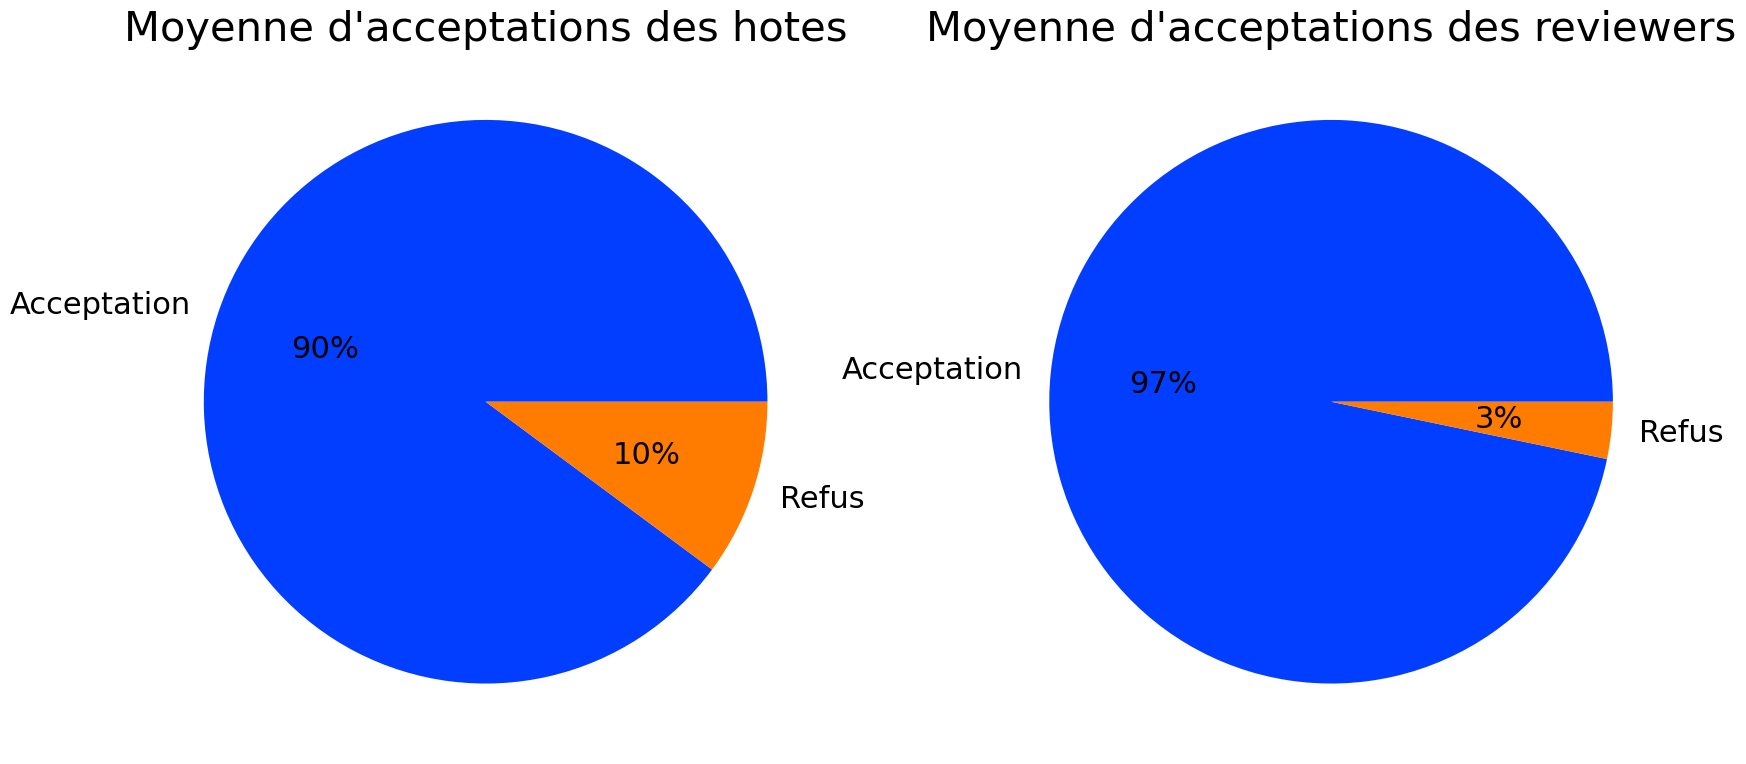 Moyenne d'acceptations des hotes
Acceptation
90%
10%
Refus
Moyenne d'acceptations des reviewers
Acceptation
97%
3%
Refus